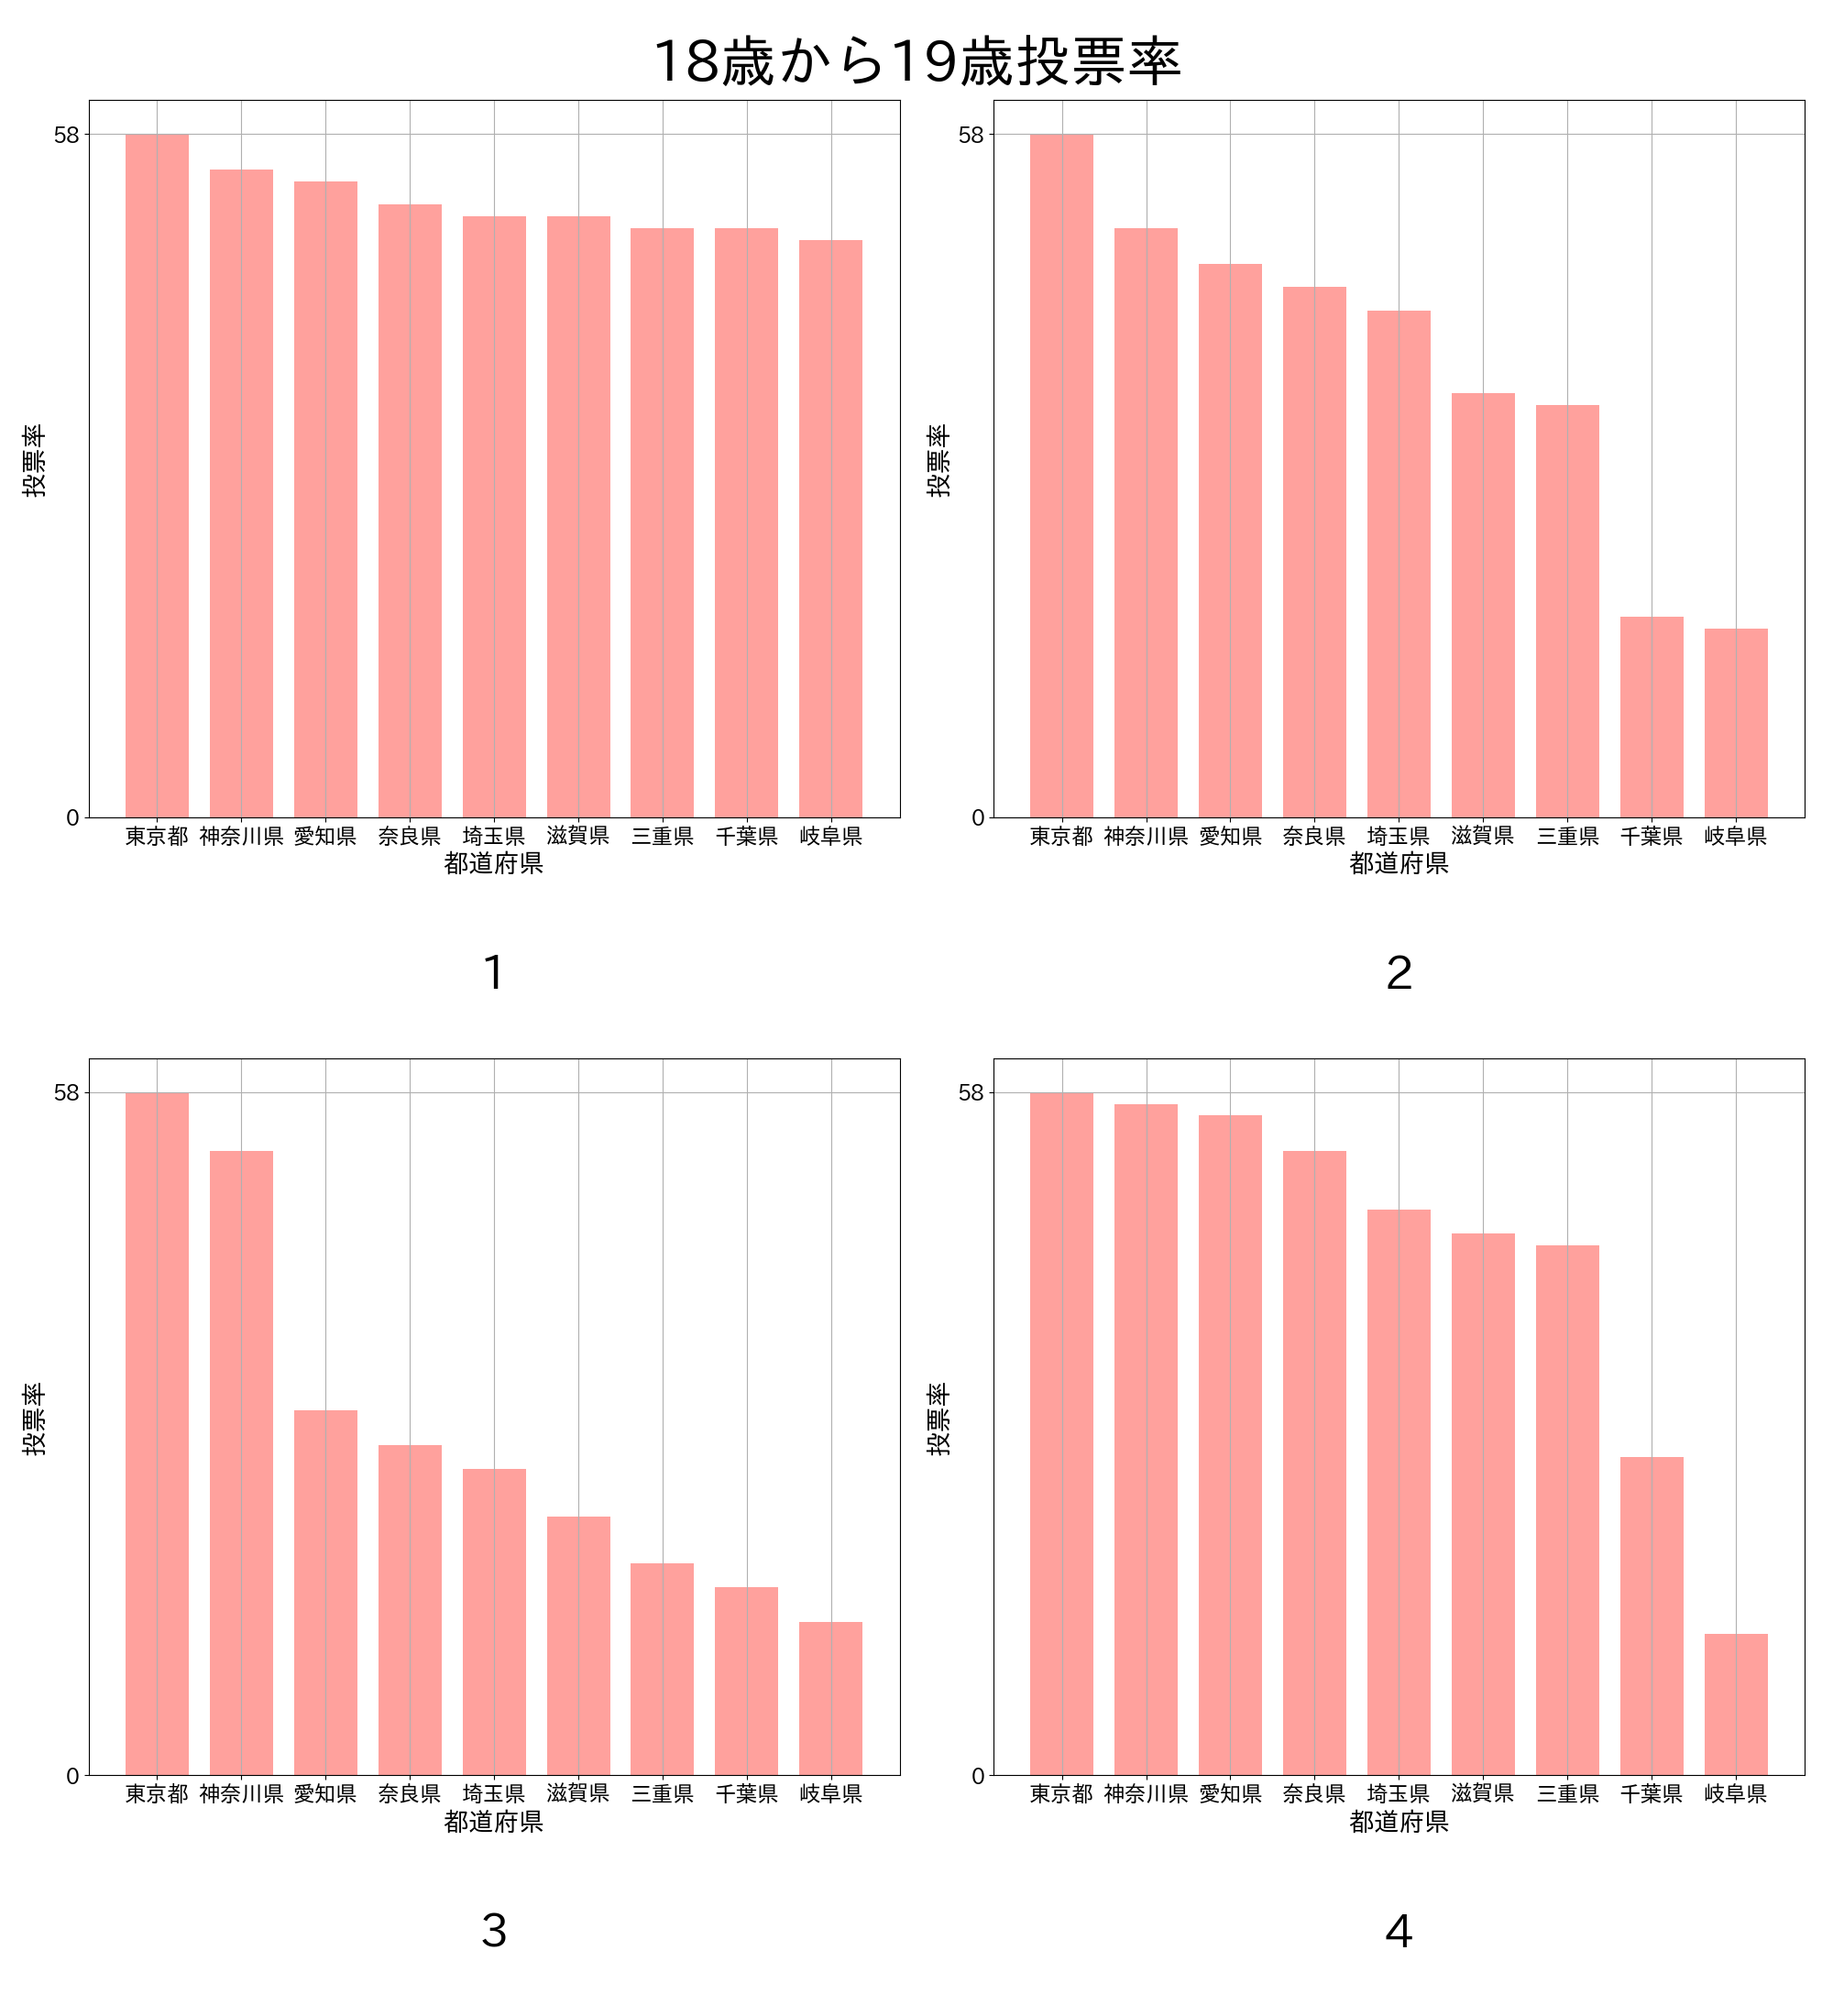 18歳から19歳投票率
58
0
投票率
東京都 神奈川県 愛知県 奈良県 埼玉県 滋賀県 三重県 千葉県 岐阜県
都道府県
1
58
0
投票率
東京都 神奈川県 愛知県 奈良県 埼玉県 滋賀県 三重県 千葉県 岐阜県
都道府県
2
58
0
投票率
東京都 神奈川県 愛知県 奈良県 埼玉県 滋賀県 三重県 千葉県 岐阜県
都道府県
3
58
0
投票率
東京都 神奈川県 愛知県 奈良県 埼玉県 滋賀県 三重県 千葉県 岐阜県
都道府県
4